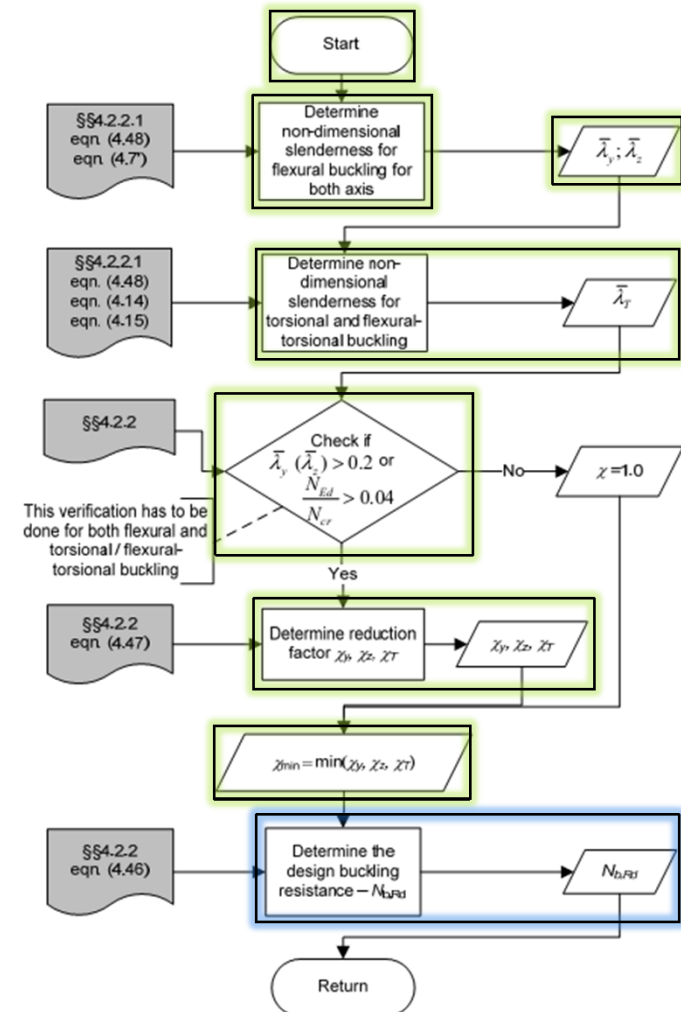 Start
§§4.2.2.1
eqn. (4.48)
eqn. (4.7*)
Determine
non-dimensional
slenderness for
flexural buckling for
both axis
λ̄y; λ̄z
§§4.2.2.1
eqn. (4.48)
eqn. (4.14)
eqn. (4.15)
Determine non-
dimensional
slenderness for
torsional and flexural-
torsional buckling
λ̄T
§§4.2.2
Check if
λ̄y (λ̄z) > 0.2 or
NEd
Ncr
> 0.04
No
χ=1.0
This verification has to be
done for both flexural and
torsional / flexural-
torsional buckling
Yes
§§4.2.2
eqn. (4.47)
Determine reduction
factor χy, χz, χT
χy, χz, χT
χmin = min(χy, χz, χT)
§§4.2.2
eqn. (4.46)
Determine the
design buckling
resistance – Nb,Rd
Nb,Rd
Return